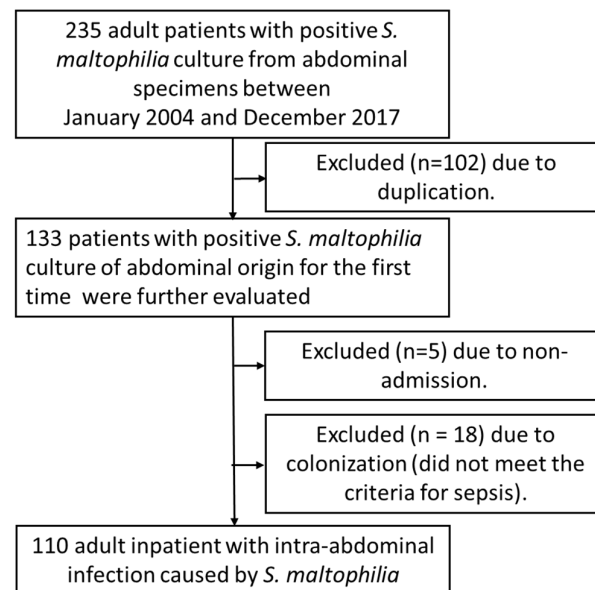 235 adult patients with positive S.
maltophilia culture from abdominal
specimens between
January 2004 and December 2017
Excluded (n=102) due to
duplication.
133 patients with positive S. maltophilia
culture of abdominal origin for the first
time were further evaluated
Excluded (n=5) due to non-
admission.
Excluded (n = 18) due to
colonization (did not meet the
criteria for sepsis).
110 adult inpatient with intra-abdominal
infection caused by S. maltophilia